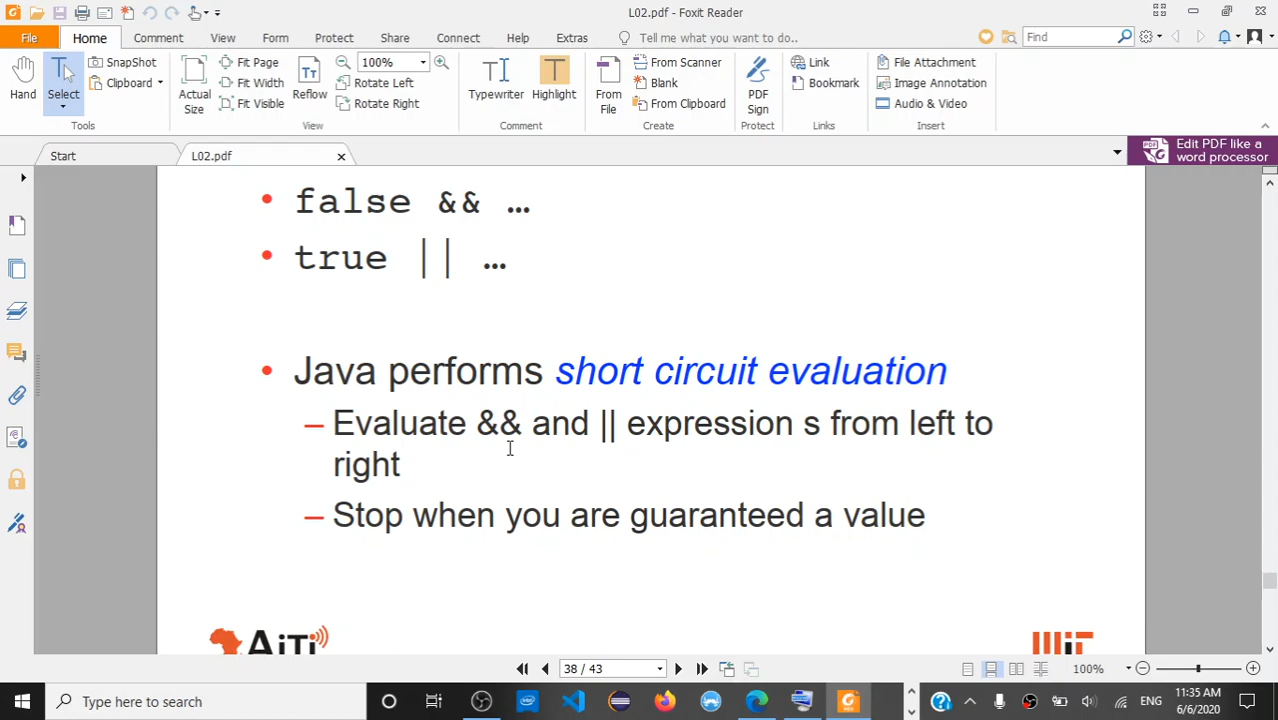 L02.pdf - Foxit Reader
File
Home
Comment
View
Form
Protect
Share
Connect
Help
Extras
Tell me what you want...
Find
Hand
Select
SnapShot
Clipboard
Tools
Actual Size
Fit Page
Fit Width
Fit Visible
Reflow
100%
Rotate Left
Rotate Right
View
Typewriter
Highlight
Comment
From File
From Scanner
Blank
From Clipboard
Create
PDF Sign
Protect
Link
Bookmark
Links
File Attachment
Image Annotation
Audio & Video
Insert
Start
L02.pdf
Edit PDF like a
word processor
• false && …
• true || …
• Java performs short circuit evaluation
– Evaluate && and || expression s from left to
right
– Stop when you are guaranteed a value
AiTi
MIT
38 / 43
100%
Type here to search
ENG
11:35 AM
6/6/2020